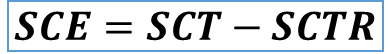 SCE = SCT − SCTR